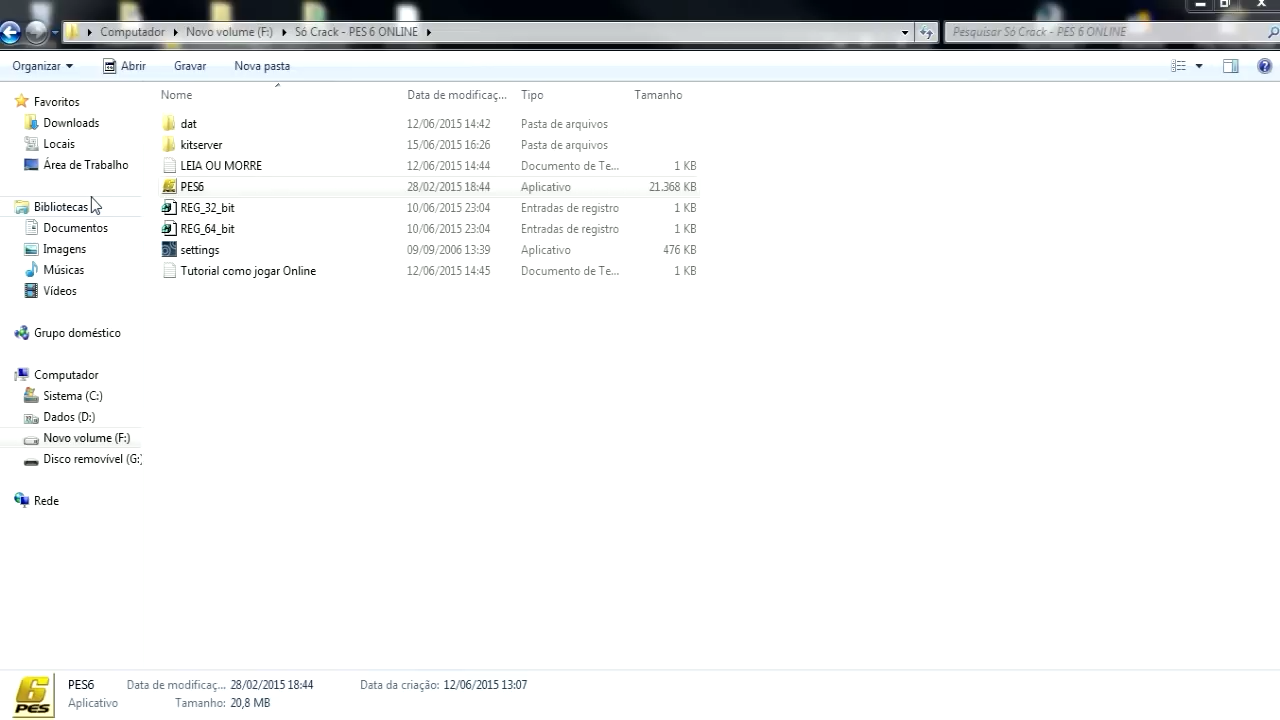 Computador Novo volume (F:) Só Crack - PES 6 ONLINE
Pesquisar Só Crack - PES 6 ONLINE
Organizar Abrir Gravar Nova pasta
Nome Data de modificaç... Tipo Tamanho
Favoritos
Downloads
Locais
Área de Trabalho
Bibliotecas
Documentos
Imagens
Músicas
Vídeos
Grupo doméstico
Computador
Sistema (C:)
Dados (D:)
Novo volume (F:)
Disco removível (G:)
Rede
dat 12/06/2015 14:42 Pasta de arquivos
kitserver 15/06/2015 16:26 Pasta de arquivos
LEIA OU MORRE 12/06/2015 14:44 Documento de Te... 1 KB
PES6 28/02/2015 18:44 Aplicativo 21.368 KB
REG_32_bit 10/06/2015 23:04 Entradas de registro 1 KB
REG_64_bit 10/06/2015 23:04 Entradas de registro 1 KB
settings 09/09/2006 13:39 Aplicativo 476 KB
Tutorial como jogar Online 12/06/2015 14:45 Documento de Te... 1 KB
6
PES
PES6 Data de modificaç... 28/02/2015 18:44 Data da criação: 12/06/2015 13:07
Aplicativo Tamanho: 20,8 MB